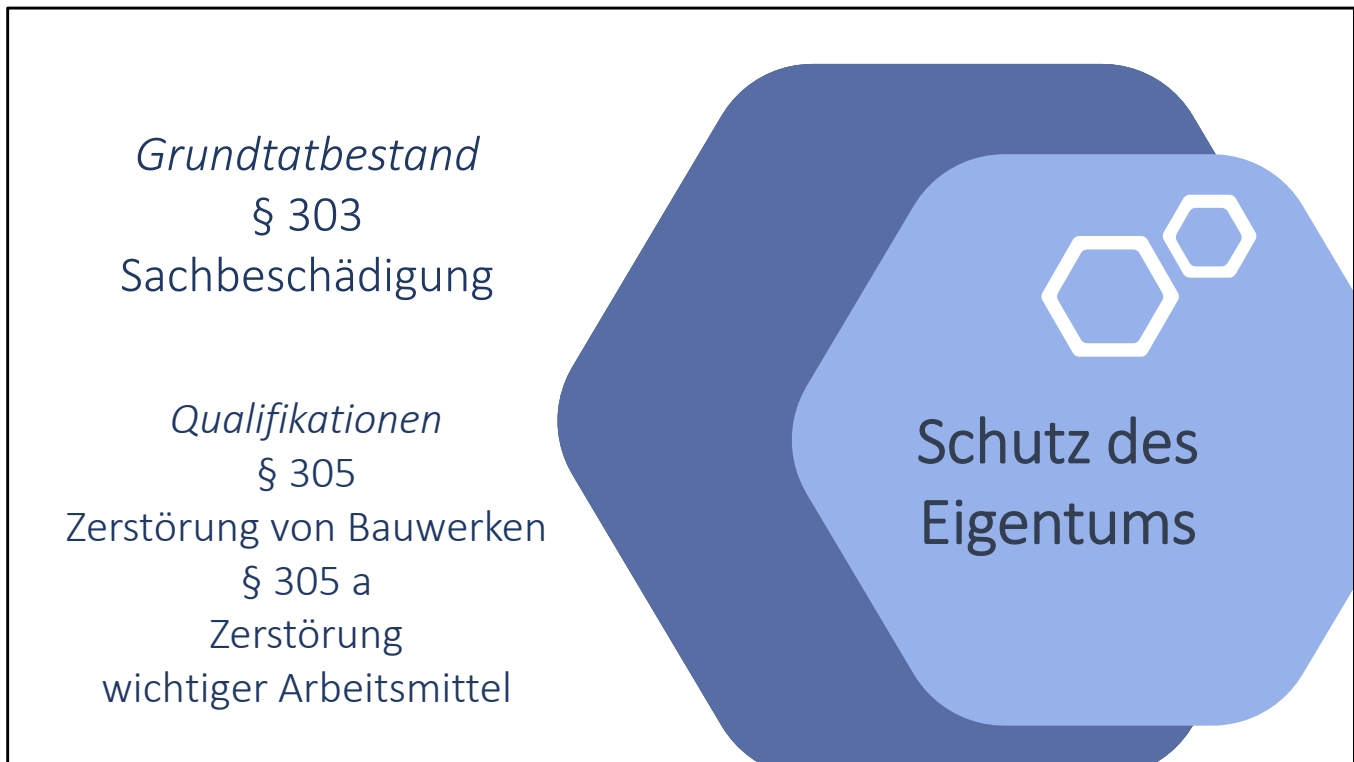 Grundtatbestand
§ 303
Sachbeschädigung
Qualifikationen
§ 305
Zerstörung von Bauwerken
§ 305 a
Zerstörung
wichtiger Arbeitsmittel
Schutz des
Eigentums